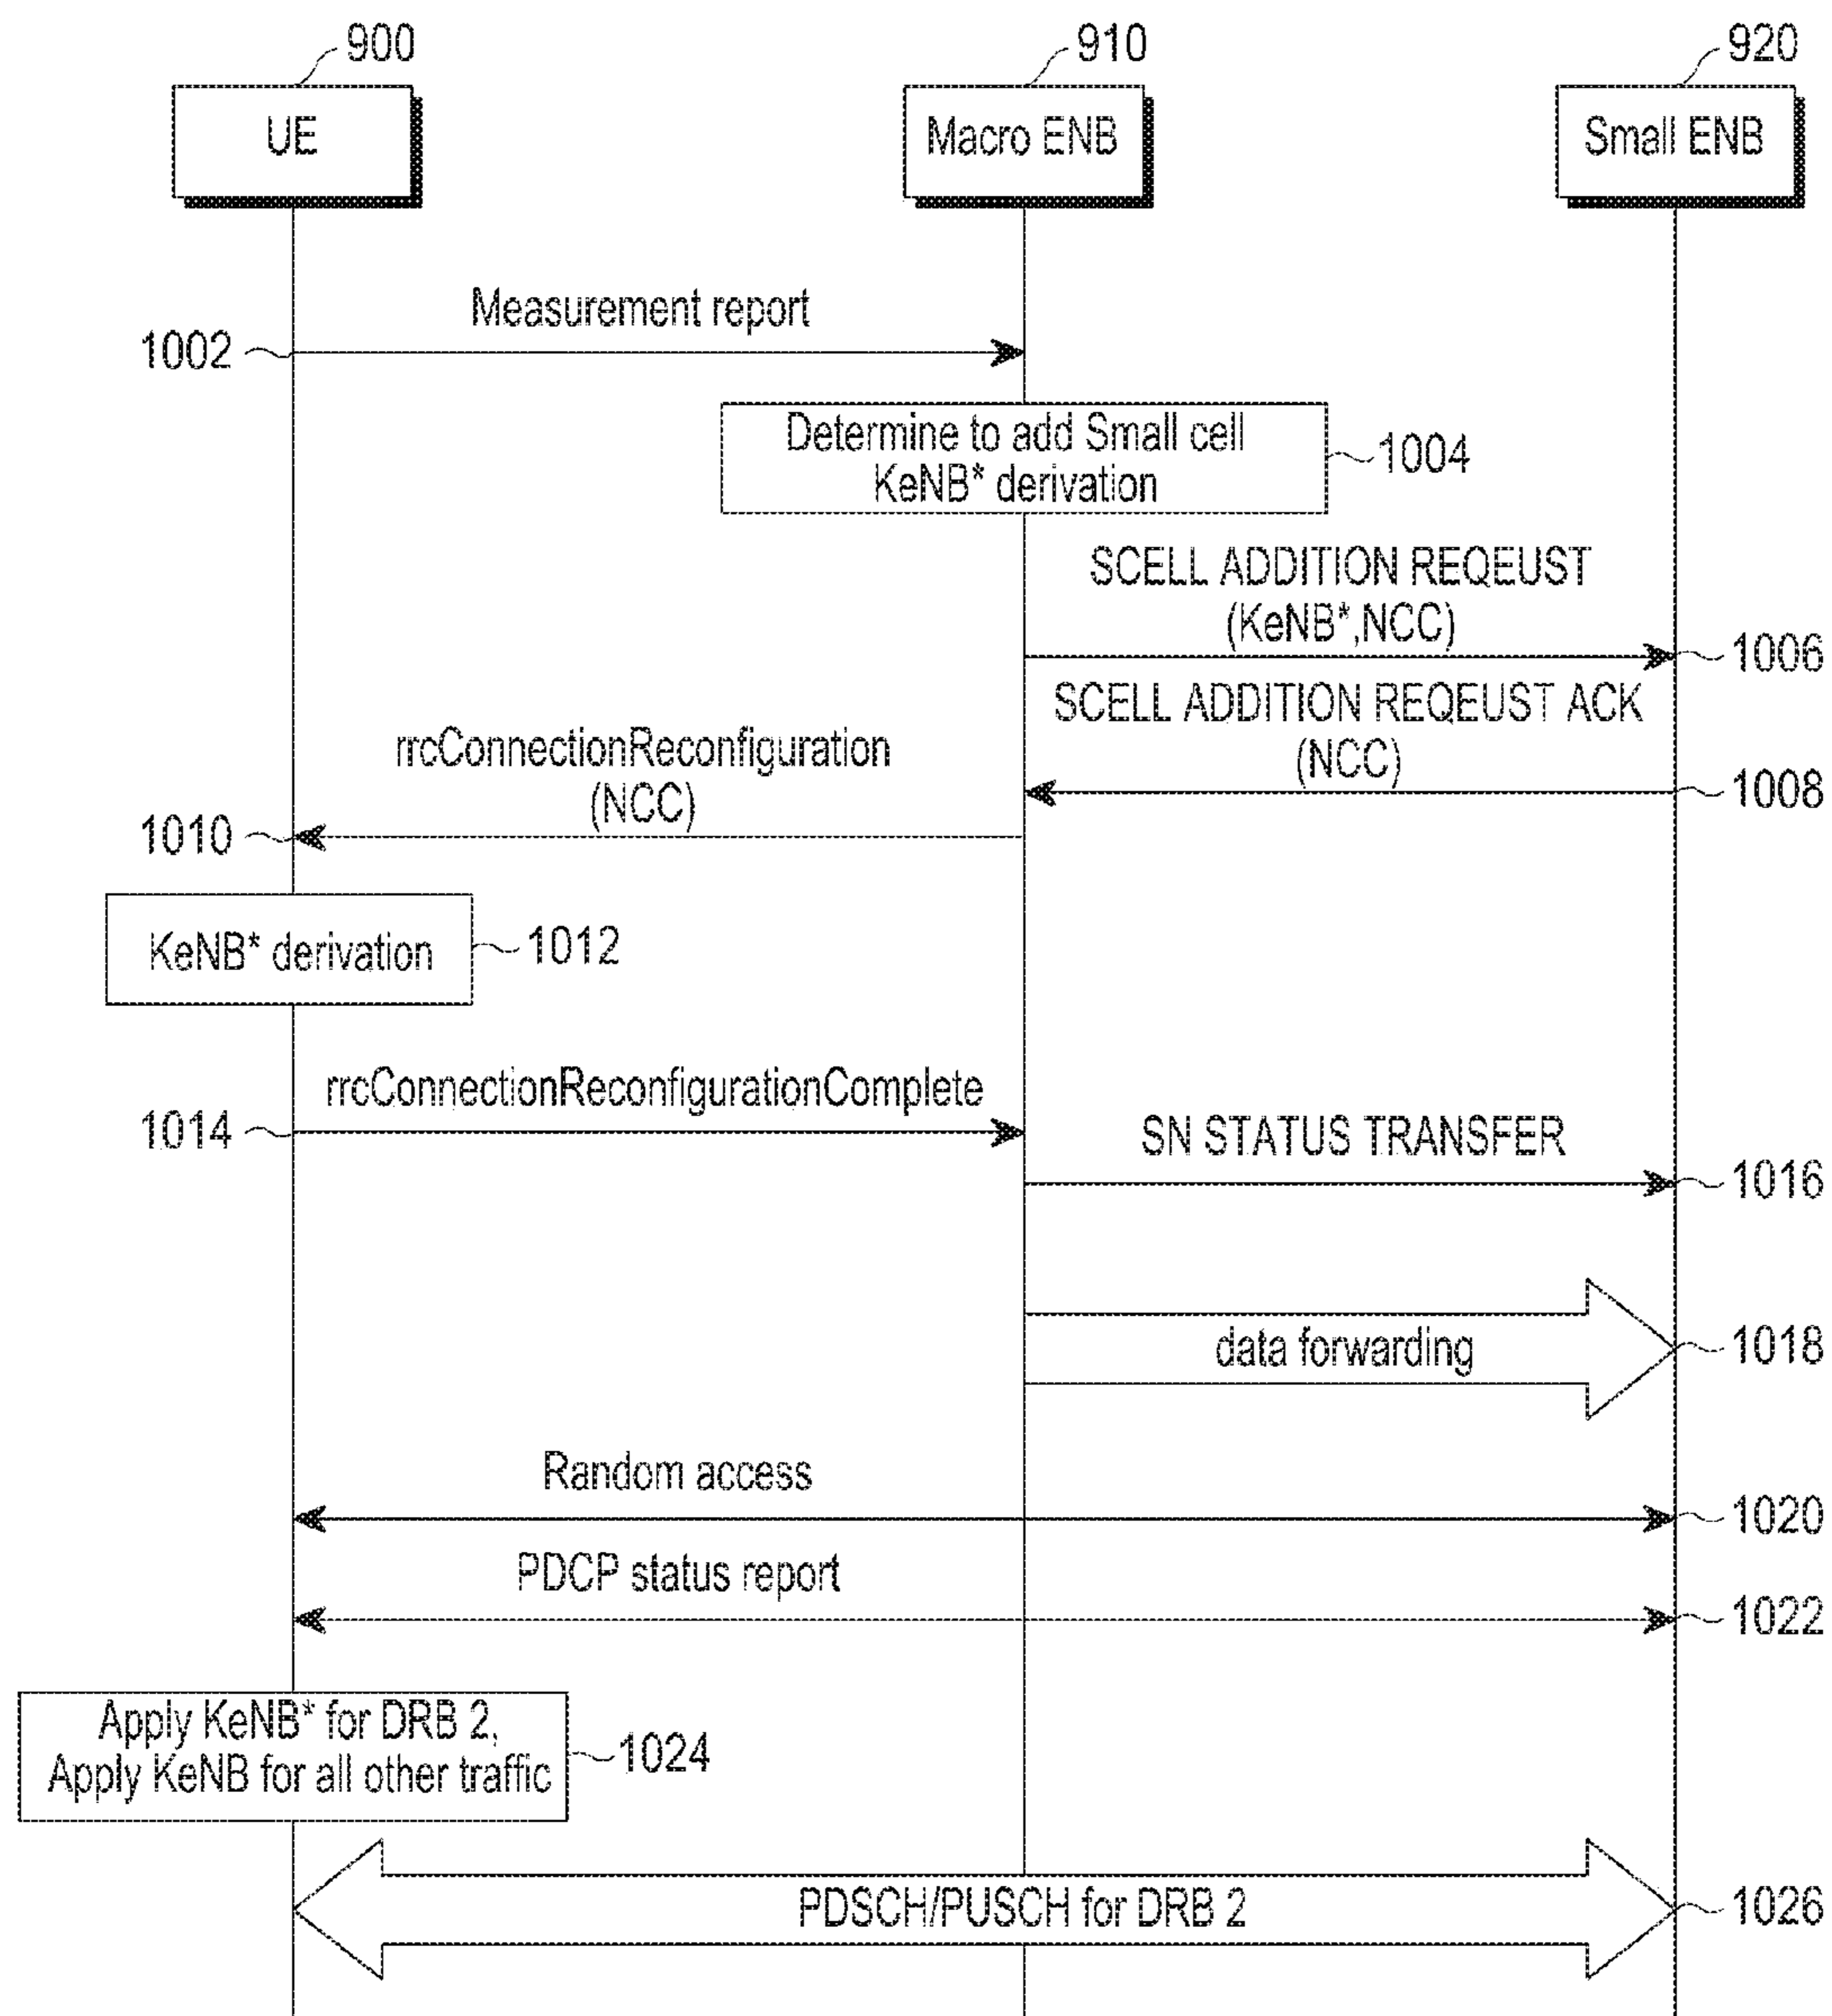 900
910
920
UE
Macro ENB
Small ENB
Measurement report
1002
Determine to add Small cell
KeNB* derivation
1004
SCELL ADDITION REQEUST
(KeNB*,NCC)
1006
SCELL ADDITION REQEUST ACK
(NCC)
1008
rrcConnectionReconfiguration
(NCC)
1010
KeNB* derivation
1012
rrcConnectionReconfigurationComplete
1014
SN STATUS TRANSFER
1016
data forwarding
1018
Random access
1020
PDCP status report
1022
Apply KeNB* for DRB 2,
Apply KeNB for all other traffic
1024
PDSCH/PUSCH for DRB 2
1026